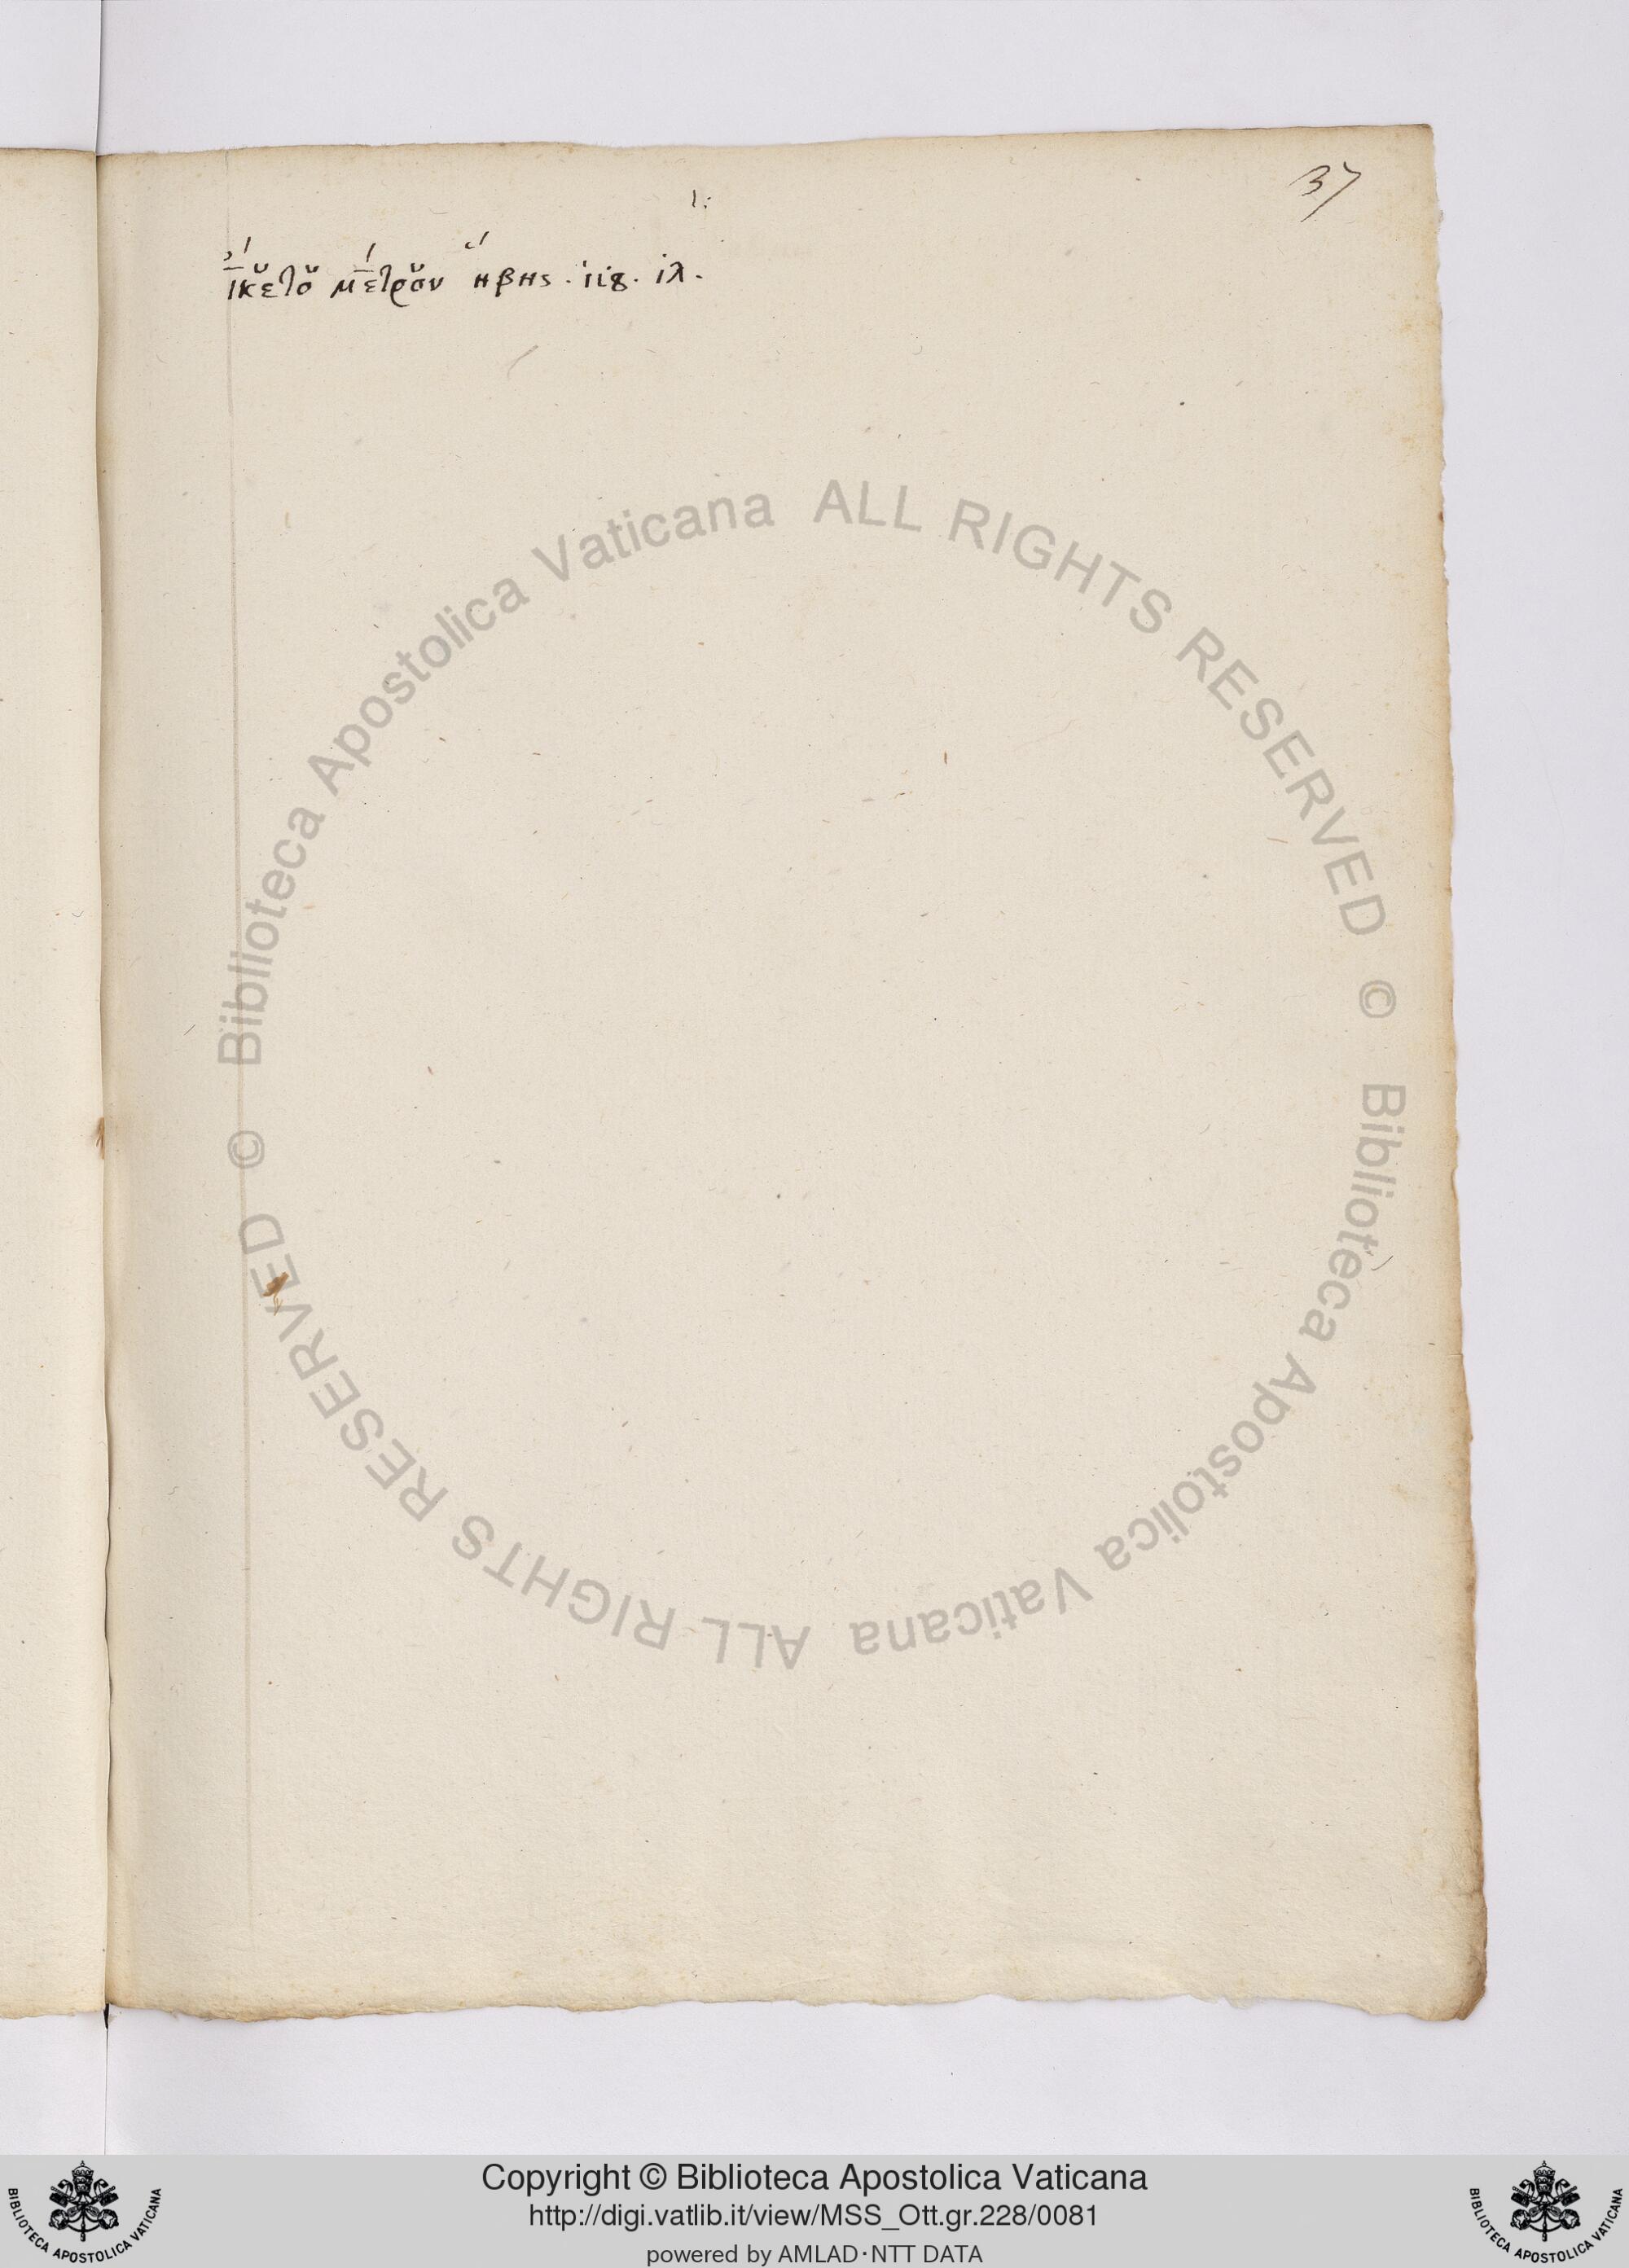 37
ι:
ἵκετο μέτρον ἥβης. ιιϛ. ιλ.
© Biblioteca Apostolica Vaticana ALL RIGHTS RESERVED © Biblioteca Apostolica Vaticana ALL RIGHTS RESERVED
Copyright © Biblioteca Apostolica Vaticana
http://digi.vatlib.it/view/MSS_Ott.gr.228/0081
powered by AMLAD·NTT DATA
BIBLIOTECA APOSTOLICA VATICANA
BIBLIOTECA APOSTOLICA VATICANA